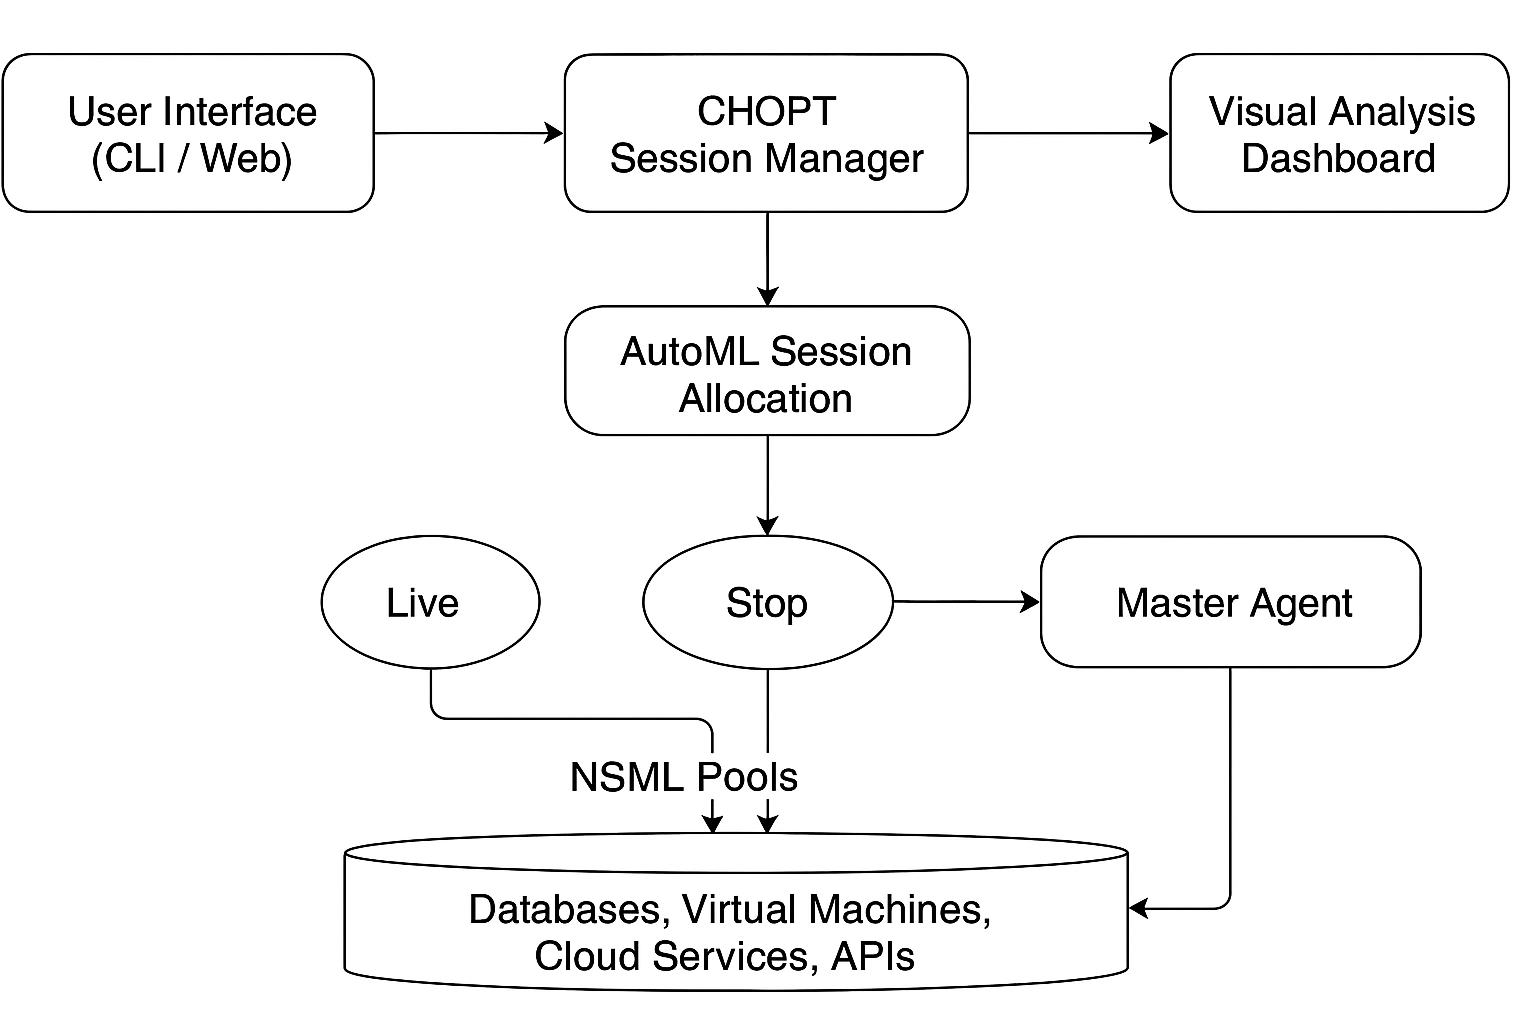 User Interface
(CLI / Web)
CHOPT
Session Manager
Visual Analysis
Dashboard
AutoML Session
Allocation
Live
Stop
Master Agent
NSML Pools
Databases, Virtual Machines,
Cloud Services, APIs